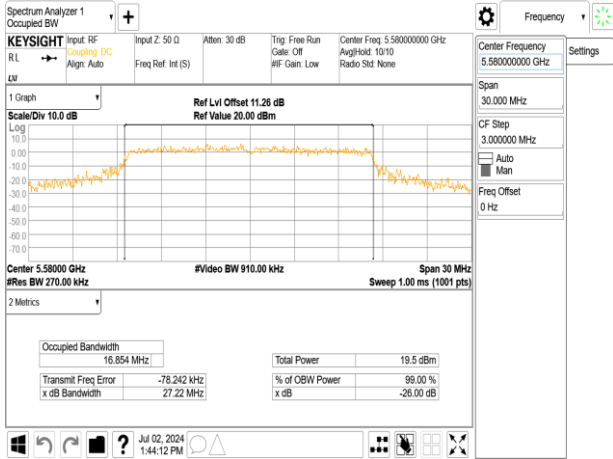 Spectrum Analyzer 1
Occupied BW
Frequency
KEYSIGHT
Input: RF
Coupling: DC
Align: Auto
Input Z: 50 Ω
Freq Ref: Int (S)
Atten: 30 dB
Trig: Free Run
Gate: Off
#IF Gain: Low
Center Freq: 5.580000000 GHz
Avg|Hold: 10/10
Radio Std: None
RL
LXI
Center Frequency
5.580000000 GHz
Settings
Span
30.000 MHz
CF Step
3.000000 MHz
Auto
Man
Freq Offset
0 Hz
1 Graph
Scale/Div 10.0 dB
Ref Lvl Offset 11.26 dB
Ref Value 20.00 dBm
Log
10.0
0.00
-10.0
-20.0
-30.0
-40.0
-50.0
-60.0
-70.0
Center 5.58000 GHz
#Video BW 910.00 kHz
Span 30 MHz
#Res BW 270.00 kHz
Sweep 1.00 ms (1001 pts)
2 Metrics
Occupied Bandwidth
16.854 MHz
Total Power 19.5 dBm
Transmit Freq Error -78.242 kHz
% of OBW Power 99.00 %
x dB Bandwidth 27.22 MHz
x dB -26.00 dB
Jul 02, 2024
1:44:12 PM